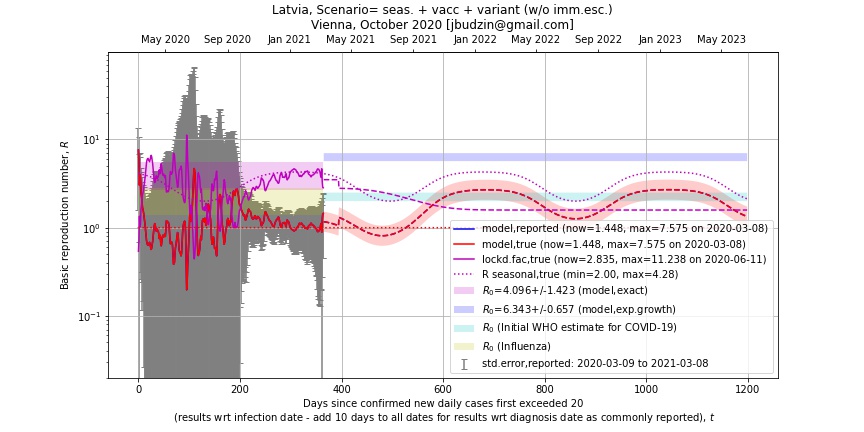 Latvia, Scenario= seas. + vacc + variant (w/o imm.esc.)
Vienna, October 2020 [jbudzin@gmail.com]
May 2020 Sep 2020 Jan 2021 May 2021 Sep 2021 Jan 2022 May 2022 Sep 2022 Jan 2023 May 2023
Basic reproduction number, R
10¹
10⁰
10⁻¹
model,reported (now=1.448, max=7.575 on 2020-03-08)
model,true (now=1.448, max=7.575 on 2020-03-08)
lockd.fac,true (now=2.835, max=11.238 on 2020-06-11)
R seasonal,true (min=2.00, max=4.28)
R₀=4.096+/-1.423 (model,exact)
R₀=6.343+/-0.657 (model,exp.growth)
R₀ (Initial WHO estimate for COVID-19)
R₀ (Influenza)
std.error,reported: 2020-03-09 to 2021-03-08
0 200 400 600 800 1000 1200
Days since confirmed new daily cases first exceeded 20
(results wrt infection date - add 10 days to all dates for results wrt diagnosis date as commonly reported), t